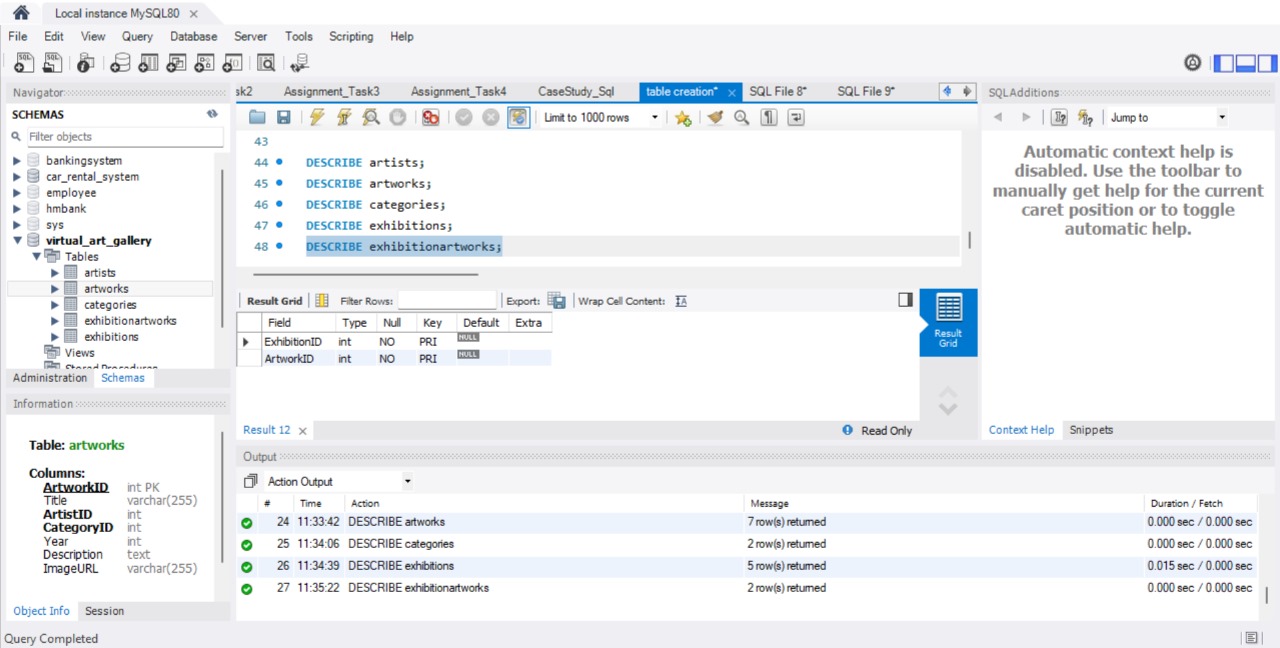 Local instance MySQL80 ×
File Edit View Query Database Server Tools Scripting Help
Navigator
SCHEMAS
Filter objects
bankingsystem
car_rental_system
employee
hmbank
sys
virtual_art_gallery
Tables
artists
artworks
categories
exhibitionartworks
exhibitions
Views
Stored Procedures
Administration Schemas
Information
Table: artworks
Columns:
ArtworkID int PK
Title varchar(255)
ArtistID int
CategoryID int
Year int
Description text
ImageURL varchar(255)
Object Info Session
sk2 Assignment_Task3 Assignment_Task4 CaseStudy_Sql table creation* × SQL File 8* SQL File 9*
Limit to 1000 rows
43
44 DESCRIBE artists;
45 DESCRIBE artworks;
46 DESCRIBE categories;
47 DESCRIBE exhibitions;
48 DESCRIBE exhibitionartworks;
Result Grid Filter Rows: Export: Wrap Cell Content: IA
Field Type Null Key Default Extra
ExhibitionID int NO PRI NULL
ArtworkID int NO PRI NULL
Result
Grid
Result 12 × Read Only
SQLAdditions
Jump to
Automatic context help is
disabled. Use the toolbar to
manually get help for the current
caret position or to toggle
automatic help.
Context Help Snippets
Output
Action Output
# Time Action Message Duration / Fetch
24 11:33:42 DESCRIBE artworks 7 row(s) returned 0.000 sec / 0.000 sec
25 11:34:06 DESCRIBE categories 2 row(s) returned 0.000 sec / 0.000 sec
26 11:34:39 DESCRIBE exhibitions 5 row(s) returned 0.015 sec / 0.000 sec
27 11:35:22 DESCRIBE exhibitionartworks 2 row(s) returned 0.000 sec / 0.000 sec
Query Completed